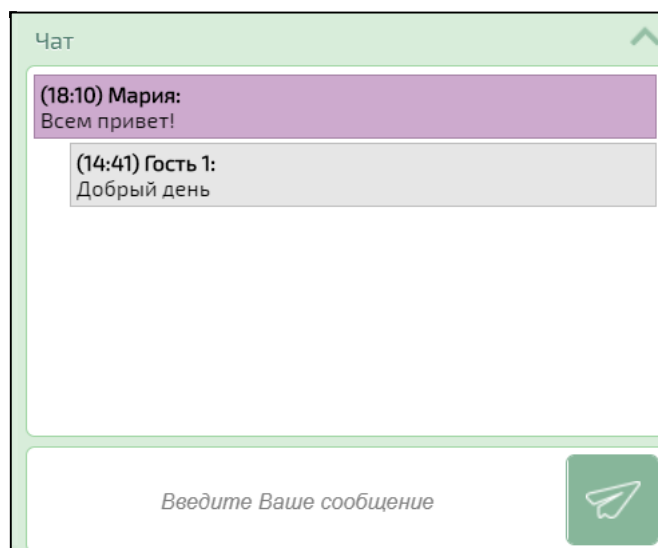 Чат
(18:10) Мария:
Всем привет!
(14:41) Гость 1:
Добрый день
Введите Ваше сообщение